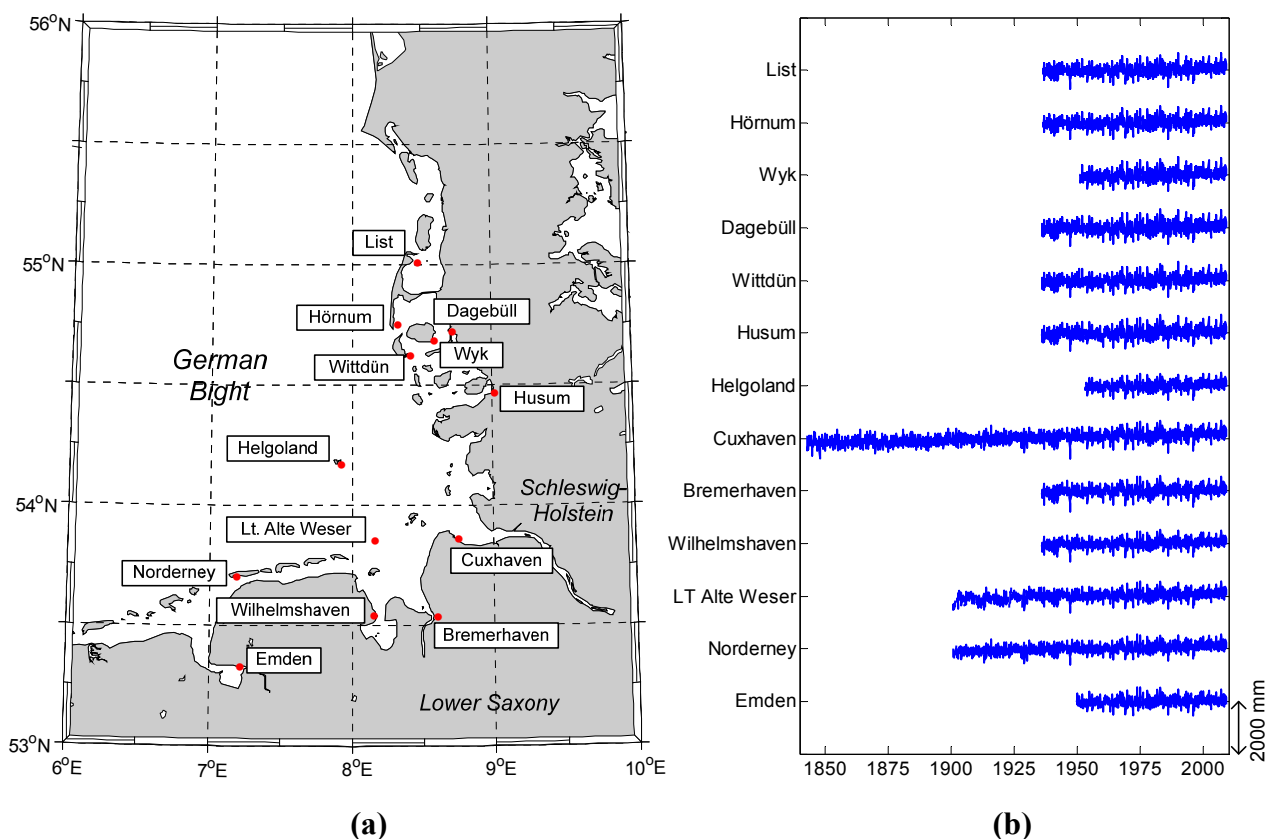 56°N
55°N
54°N
53°N
6°E
7°E
8°E
9°E
10°E
List
Hörnum
Dagebüll
Wyk
Wittdün
German
Bight
Husum
Helgoland
Schleswig-
Holstein
Lt. Alte Weser
Cuxhaven
Norderney
Wilhelmshaven
Bremerhaven
Emden
Lower Saxony
(a)
List
Hörnum
Wyk
Dagebüll
Wittdün
Husum
Helgoland
Cuxhaven
Bremerhaven
Wilhelmshaven
LT Alte Weser
Norderney
Emden
2000 mm
1850
1875
1900
1925
1950
1975
2000
(b)